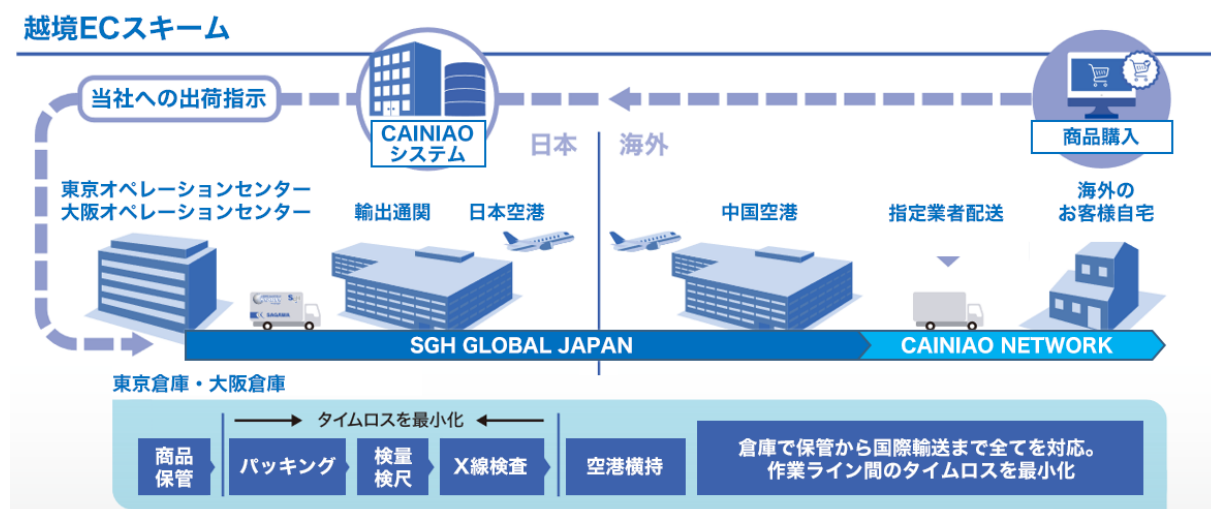 越境ECスキーム
当社への出荷指示
CAINIAO
システム
日本
海外
商品購入
東京オペレーションセンター
大阪オペレーションセンター
輸出通関
日本空港
中国空港
指定業者配送
海外の
お客様自宅
SAGAWA
SGH GLOBAL JAPAN
CAINIAO NETWORK
東京倉庫・大阪倉庫
タイムロスを最小化
商品
保管
パッキング
検量
検尺
X線検査
空港横持
倉庫で保管から国際輸送まで全てを対応。
作業ライン間のタイムロスを最小化